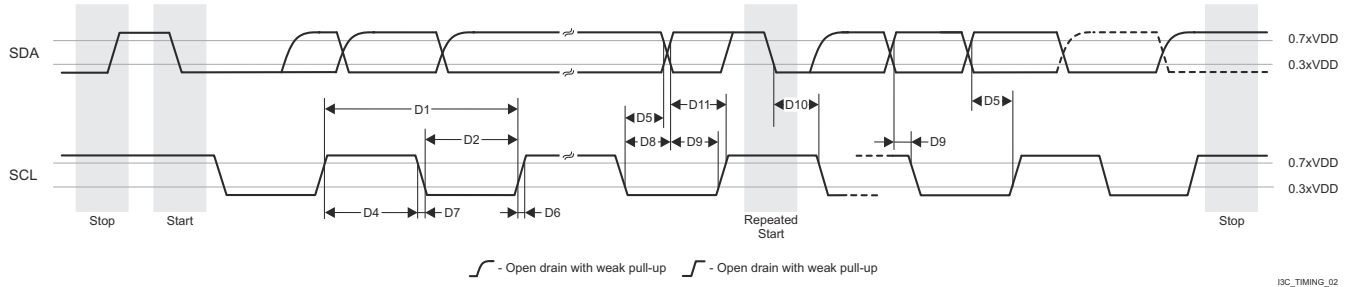 SDA
0.7xVDD
0.3xVDD
D1
D5
D11
D10
D5
D2
D8
D9
D9
SCL
0.7xVDD
0.3xVDD
D4
D7
D6
Stop
Start
Repeated
Start
Stop
- Open drain with weak pull-up
- Open drain with weak pull-up
I3C_TIMING_02